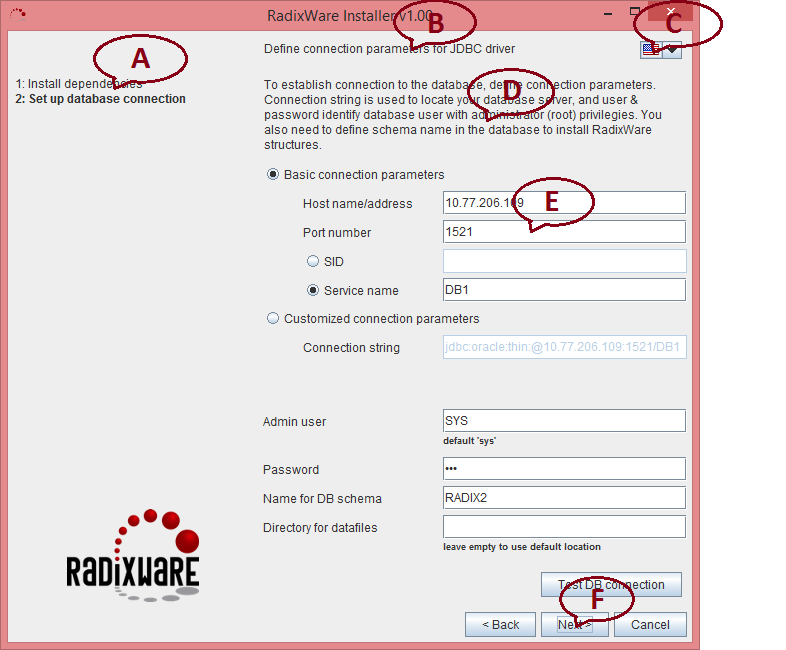 RadixWare Installer v1.00
B
C
Define connection parameters for JDBC driver
A
1: Install dependencies
2: Set up database connection
To establish connection to the database, define connection parameters.
Connection string is used to locate your database server, and user &
password identify database user with administrator (root) privilegies. You
also need to define schema name in the database to install RadixWare
structures.
D
Basic connection parameters
Host name/address 10.77.206.109
E
Port number 1521
SID
Service name DB1
Customized connection parameters
Connection string jdbc:oracle:thin:@10.77.206.109:1521/DB1
Admin user SYS
default 'sys'
Password •••
Name for DB schema RADIX2
Directory for datafiles
leave empty to use default location
RADIXWARE
Test DB connection
F
< Back Next > Cancel